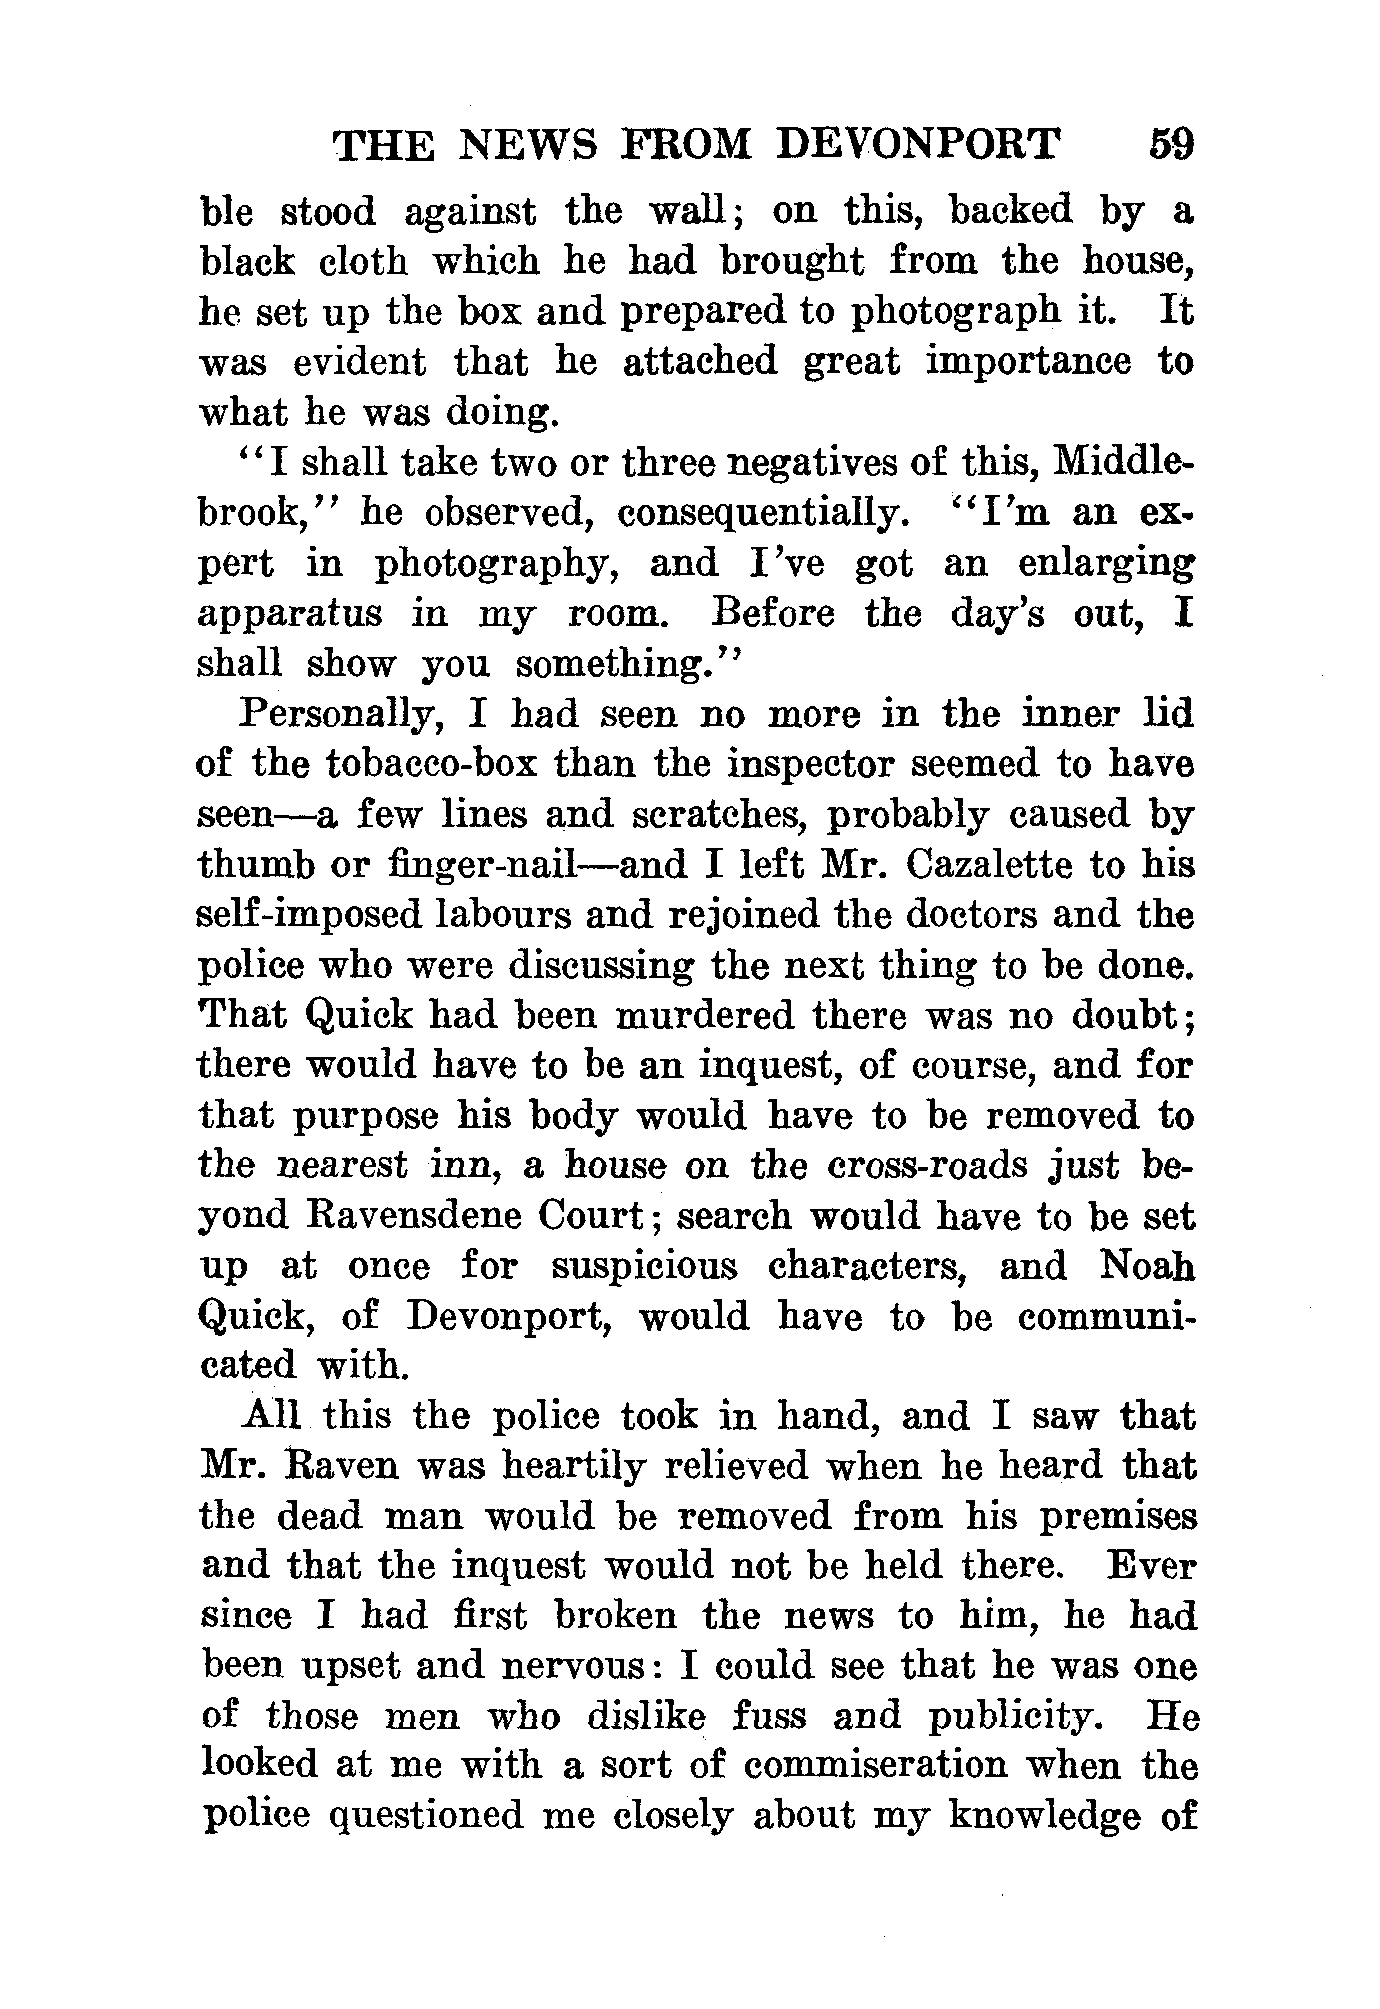 THE NEWS FROM DEVONPORT 59
ble stood against the wall; on this, backed by a
black cloth which he had brought from the house,
he set up the box and prepared to photograph it. It
was evident that he attached great importance to
what he was doing.
“I shall take two or three negatives of this, Middle-
brook,” he observed, consequentially. “I’m an ex-
pert in photography, and I’ve got an enlarging
apparatus in my room. Before the day’s out, I
shall show you something.”
Personally, I had seen no more in the inner lid
of the tobacco-box than the inspector seemed to have
seen—a few lines and scratches, probably caused by
thumb or finger-nail—and I left Mr. Cazalette to his
self-imposed labours and rejoined the doctors and the
police who were discussing the next thing to be done.
That Quick had been murdered there was no doubt;
there would have to be an inquest, of course, and for
that purpose his body would have to be removed to
the nearest inn, a house on the cross-roads just be-
yond Ravensdene Court; search would have to be set
up at once for suspicious characters, and Noah
Quick, of Devonport, would have to be communi-
cated with.
All this the police took in hand, and I saw that
Mr. Raven was heartily relieved when he heard that
the dead man would be removed from his premises
and that the inquest would not be held there. Ever
since I had first broken the news to him, he had
been upset and nervous: I could see that he was one
of those men who dislike fuss and publicity. He
looked at me with a sort of commiseration when the
police questioned me closely about my knowledge of